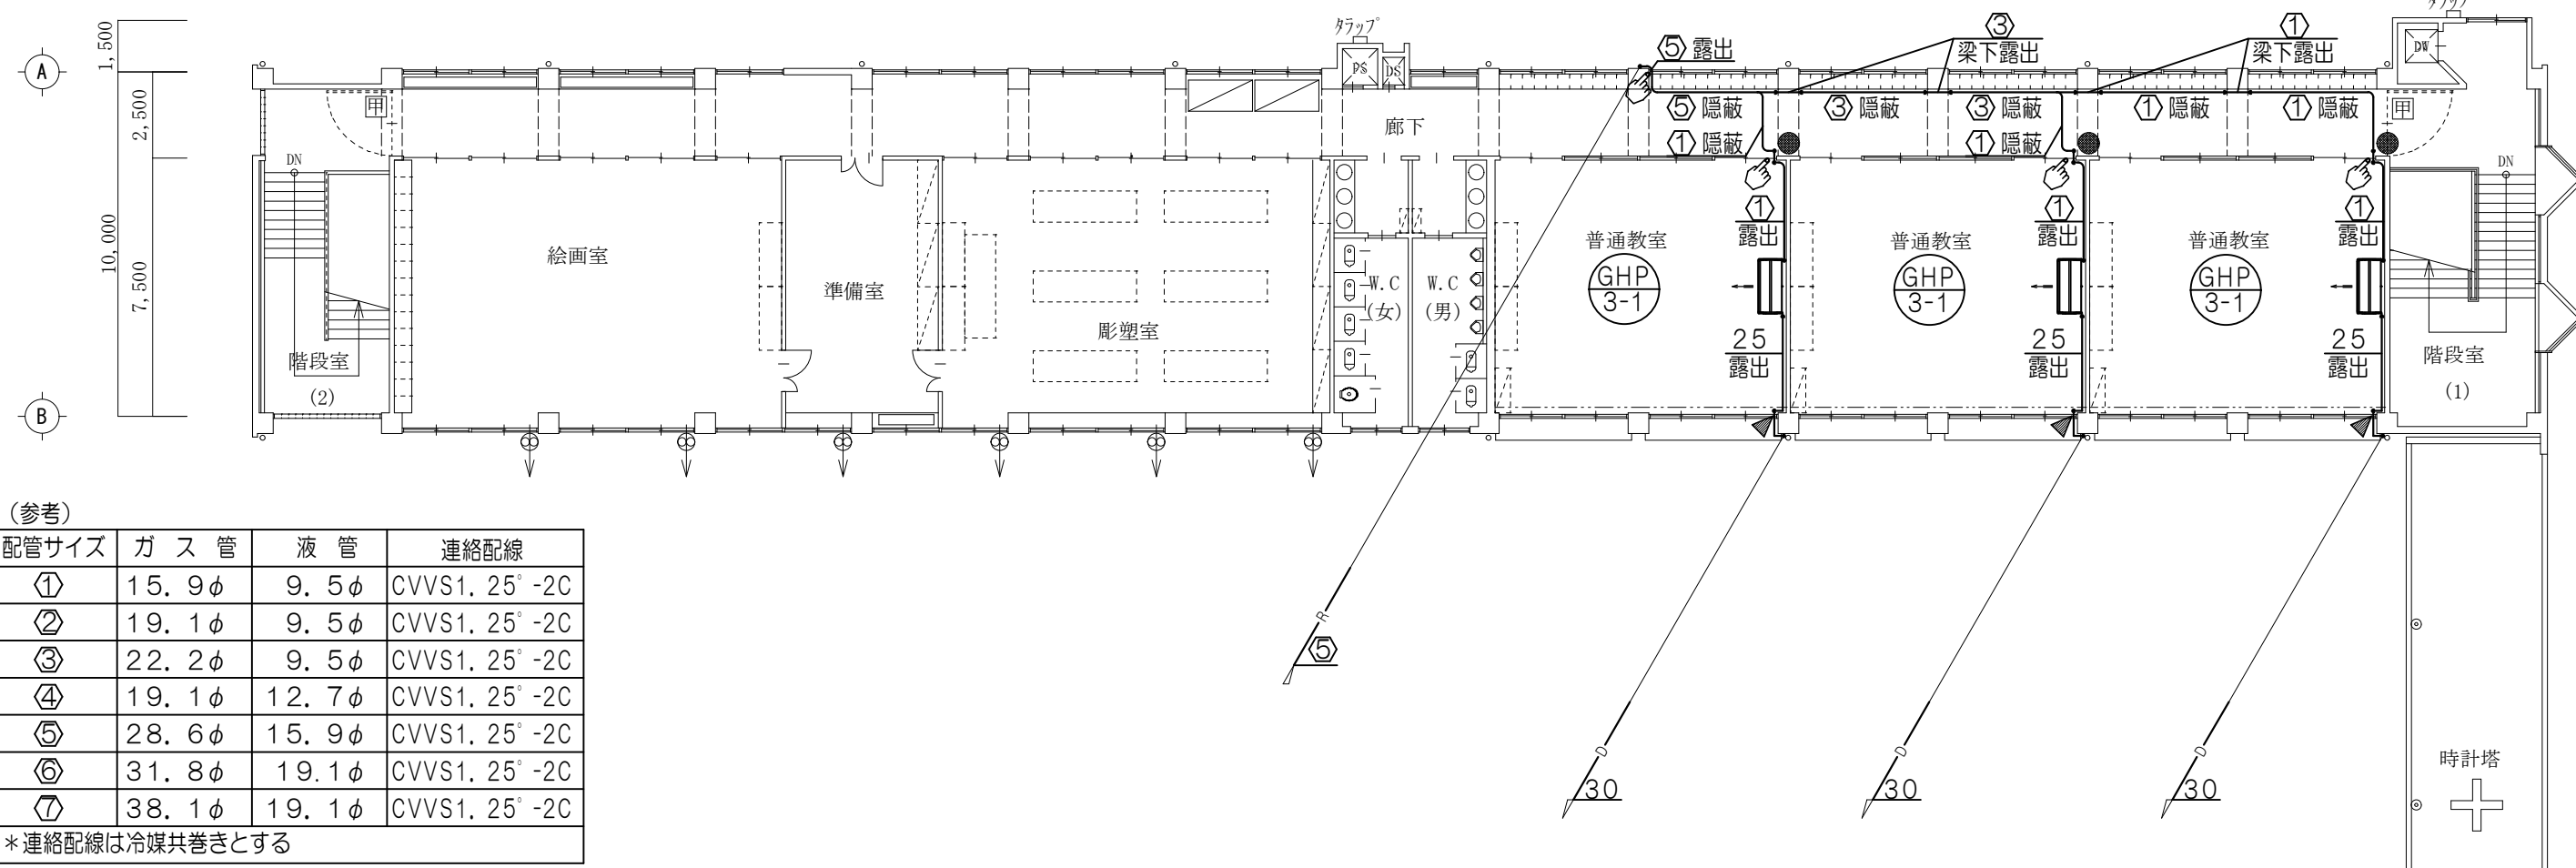 タラップ
タラップ
1,500
A
2,500
10,000
7,500
B
⑤ 露出
③
梁下露出
①
梁下露出
PS
DS
DW
甲
甲
廊下
⑤ 隠蔽
③ 隠蔽
③ 隠蔽
① 隠蔽
① 隠蔽
① 隠蔽
① 隠蔽
DN
DN
①
露出
①
露出
①
露出
絵画室
準備室
彫塑室
W.C
(女)
W.C
(男)
普通教室
GHP
3-1
普通教室
GHP
3-1
普通教室
GHP
3-1
25
露出
25
露出
25
露出
階段室
(2)
階段室
(1)
R
⑤
D
30
D
30
D
30
時計塔
(参考)
配管サイズ ガス管 液管 連絡配線
① 15.9φ 9.5φ CVVS1.25°-2C
② 19.1φ 9.5φ CVVS1.25°-2C
③ 22.2φ 9.5φ CVVS1.25°-2C
④ 19.1φ 12.7φ CVVS1.25°-2C
⑤ 28.6φ 15.9φ CVVS1.25°-2C
⑥ 31.8φ 19.1φ CVVS1.25°-2C
⑦ 38.1φ 19.1φ CVVS1.25°-2C
*連絡配線は冷媒共巻きとする